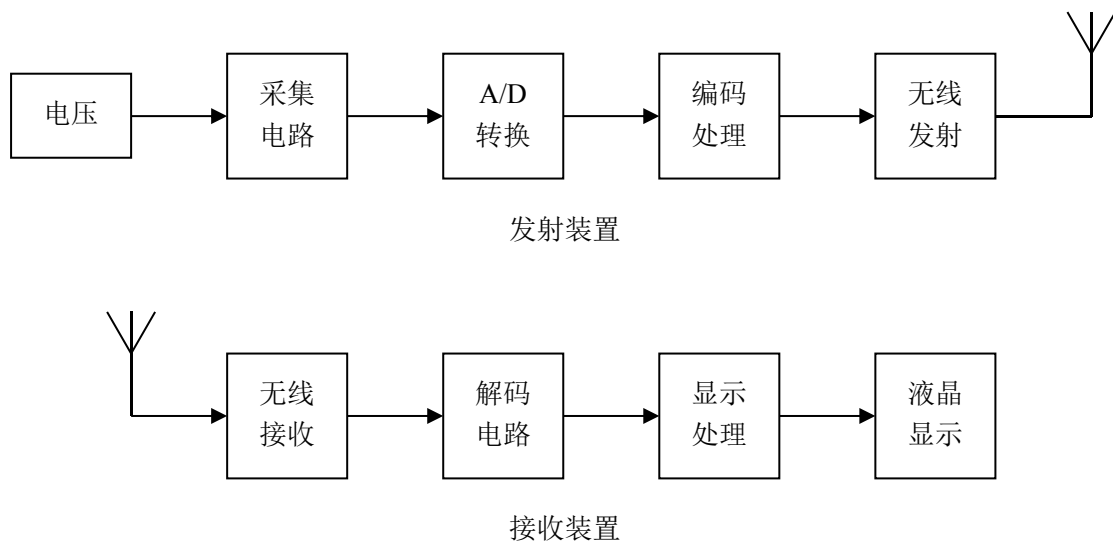 电压
采集
电路
A/D
转换
编码
处理
无线
发射
发射装置
无线
接收
解码
电路
显示
处理
液晶
显示
接收装置